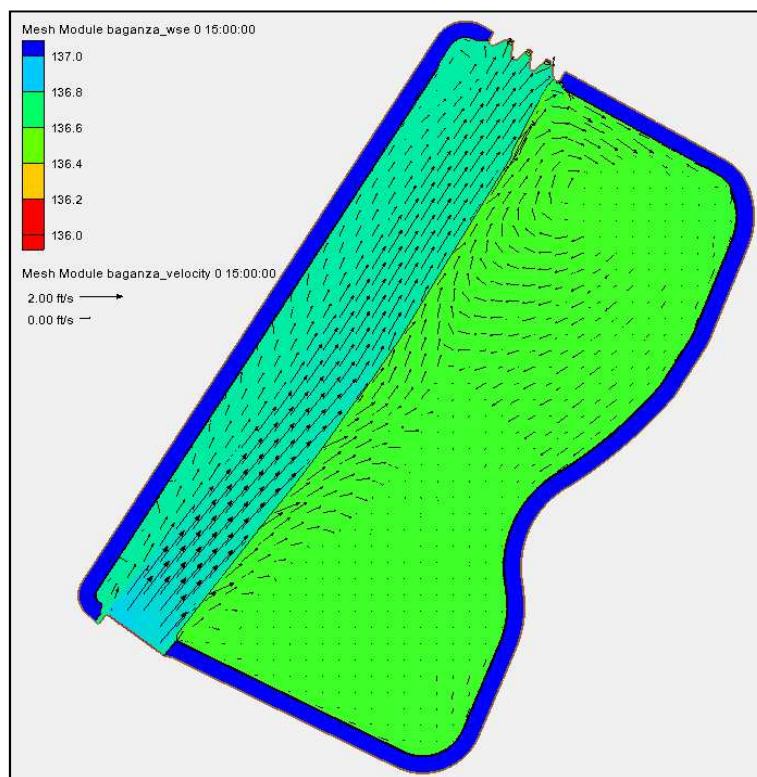 Mesh Module baganza_wse 0 15:00:00
137.0
136.8
136.6
136.4
136.2
136.0
Mesh Module baganza_velocity 0 15:00:00
2.00 ft/s
0.00 ft/s